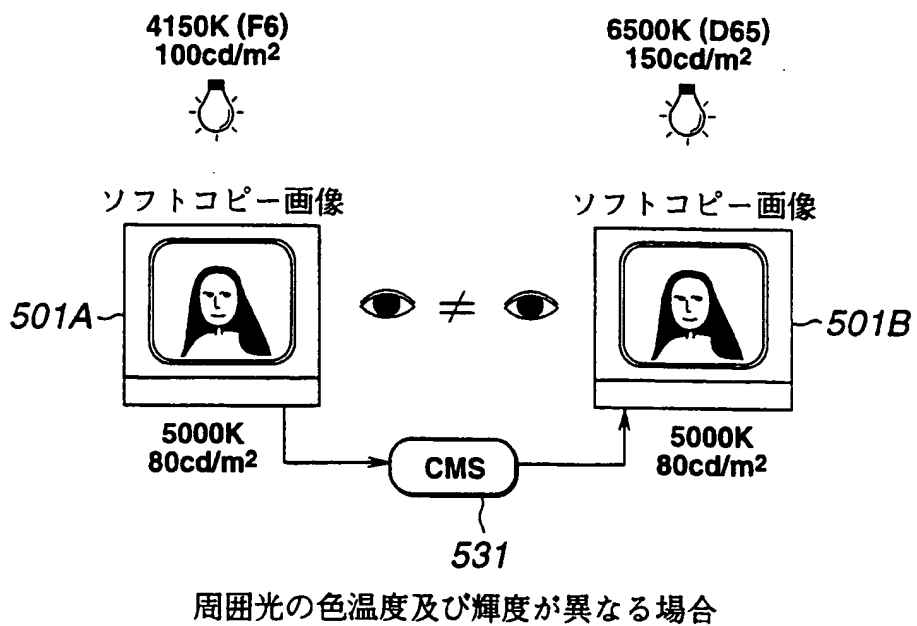 4150K (F6)
100cd/m2
6500K (D65)
150cd/m2
ソフトコピー画像
ソフトコピー画像
501A
≠
501B
5000K
80cd/m2
5000K
80cd/m2
CMS
531
周囲光の色温度及び輝度が異なる場合